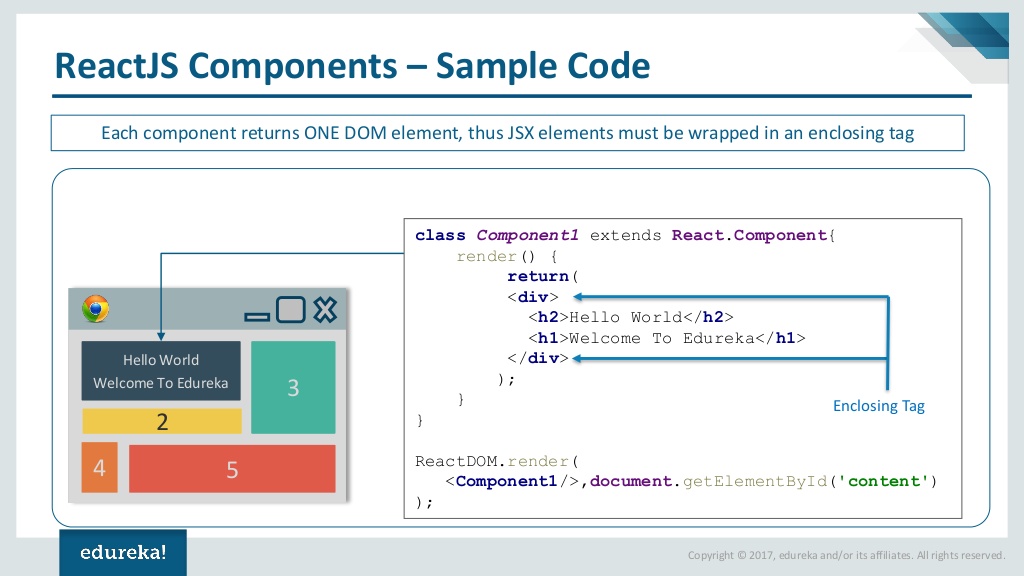 ReactJS Components – Sample Code
Each component returns ONE DOM element, thus JSX elements must be wrapped in an enclosing tag
Hello World
Welcome To Edureka
3
2
4
5
class Component1 extends React.Component{
render() {
return(
<div>
<h2>Hello World</h2>
<h1>Welcome To Edureka</h1>
</div>
);
}
}
Enclosing Tag
ReactDOM.render(
<Component1/>,document.getElementById('content')
);
edureka!
Copyright © 2017, edureka and/or its affiliates. All rights reserved.